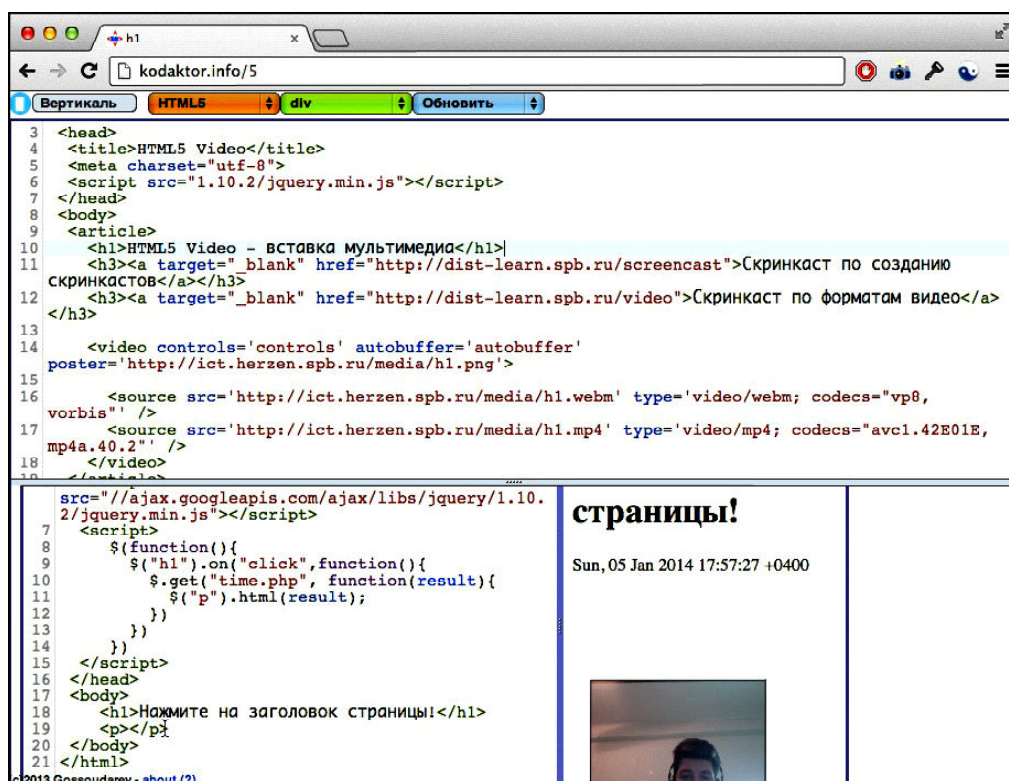 h1
kodaktor.info/5
Вертикаль HTML5 div Обновить
3 <head>
4 <title>HTML5 Video</title>
5 <meta charset="utf-8">
6 <script src="1.10.2/jquery.min.js"></script>
7 </head>
8 <body>
9 <article>
10 <h1>HTML5 Video – вставка мультимедиа</h1>
11 <h3><a target="_blank" href="http://dist-learn.spb.ru/screencast">Скринкаст по созданию
скринкастов</a></h3>
12 <h3><a target="_blank" href="http://dist-learn.spb.ru/video">Скринкаст по форматам видео</a>
</h3>
13
14 <video controls='controls' autobuffer='autobuffer'
poster='http://ict.herzen.spb.ru/media/h1.png'>
15
16 <source src='http://ict.herzen.spb.ru/media/h1.webm' type='video/webm; codecs="vp8,
vorbis"' />
17 <source src='http://ict.herzen.spb.ru/media/h1.mp4' type='video/mp4; codecs="avc1.42E01E,
mp4a.40.2"' />
18 </video>
19 </article>
src="//ajax.googleapis.com/ajax/libs/jquery/1.10.
2/jquery.min.js"></script>
7 <script>
8 $(function(){
9 $("h1").on("click",function(){
10 $.get("time.php", function(result){
11 $("p").html(result);
12 })
13 })
14 })
15 </script>
16 </head>
17 <body>
18 <h1>Нажмите на заголовок страницы!</h1>
19 <p></p>
20 </body>
21 </html>
(c)2013 Gossoudarev - about (2)
страницы!
Sun, 05 Jan 2014 17:57:27 +0400